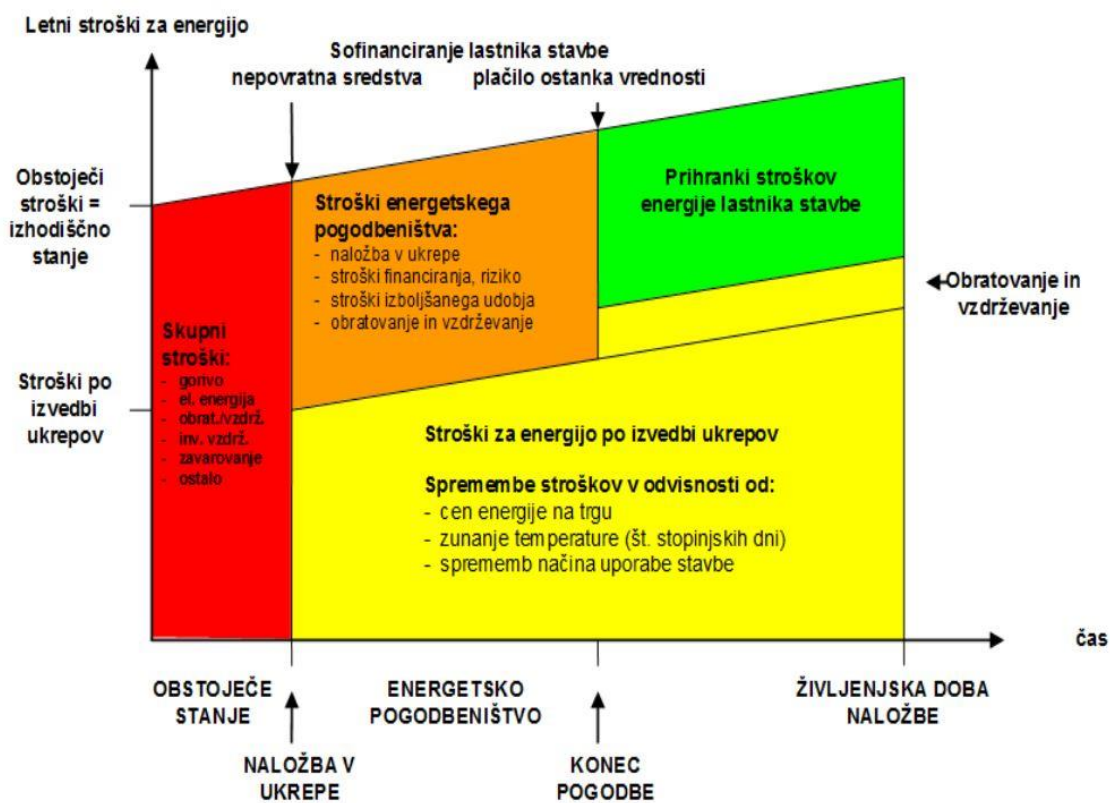 Letni stroški za energijo
Sofinanciranje lastnika stavbe
nepovratna sredstva
plačilo ostanka vrednosti
Obstoječi
stroški =
izhodiščno
stanje
Stroški po
izvedbi
ukrepov
Skupni
stroški:
- gorivo
- el. energija
- obrat./vzdrž.
- inv. vzdrž.
- zavarovanje
- ostalo
Stroški energetskega
pogodbeništva:
- naložba v ukrepe
- stroški financiranja, riziko
- stroški izboljšanega udobja
- obratovanje in vzdrževanje
Prihranki stroškov
energije lastnika stavbe
Obratovanje in
vzdrževanje
Stroški za energijo po izvedbi ukrepov
Spremembe stroškov v odvisnosti od:
- cen energije na trgu
- zunanje temperature (št. stopinjskih dni)
- sprememb načina uporabe stavbe
čas
OBSTOJEČE
STANJE
ENERGETSKO
POGODBENIŠTVO
ŽIVLJENJSKA DOBA
NALOŽBE
NALOŽBA V
UKREPE
KONEC
POGODBE